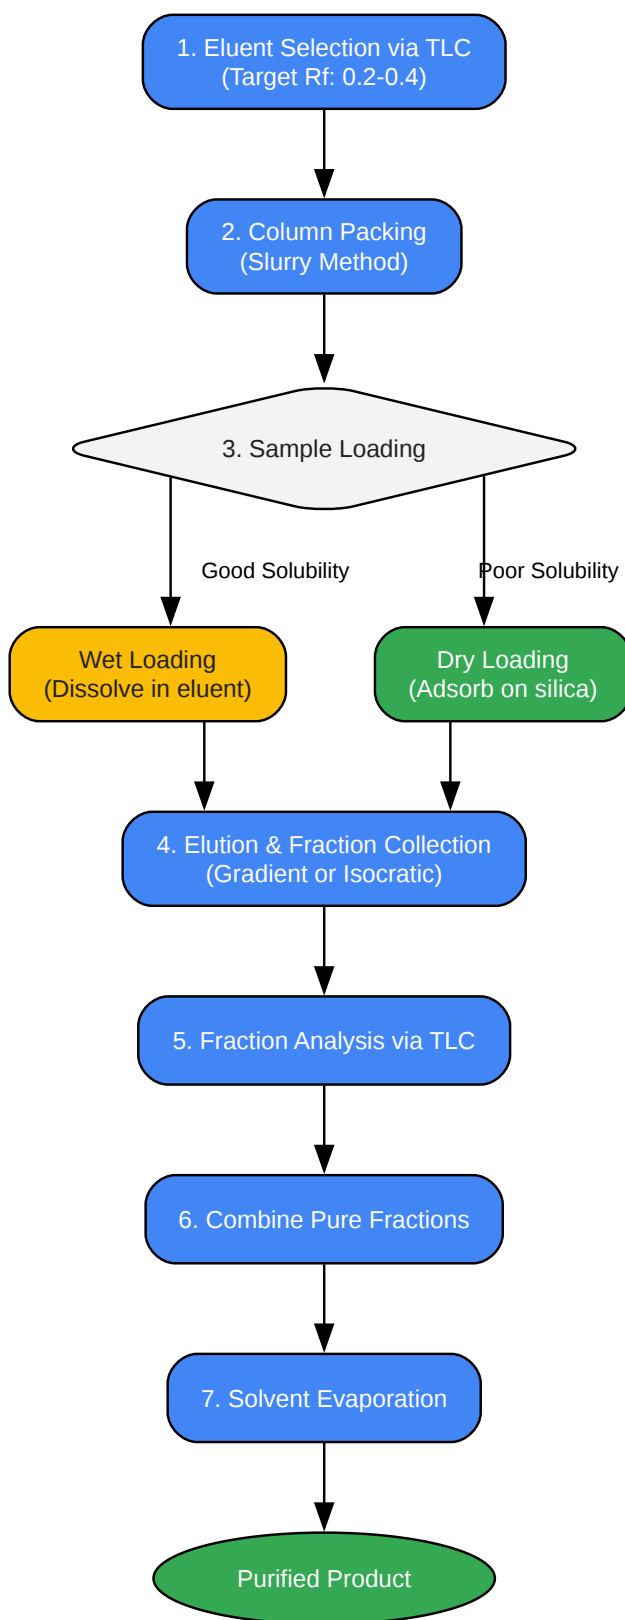 1. Eluent Selection via TLC
(Target Rf: 0.2-0.4)
2. Column Packing
(Slurry Method)
3. Sample Loading
Good Solubility
Poor Solubility
Wet Loading
(Dissolve in eluent)
Dry Loading
(Adsorb on silica)
4. Elution & Fraction Collection
(Gradient or Isocratic)
5. Fraction Analysis via TLC
6. Combine Pure Fractions
7. Solvent Evaporation
Purified Product